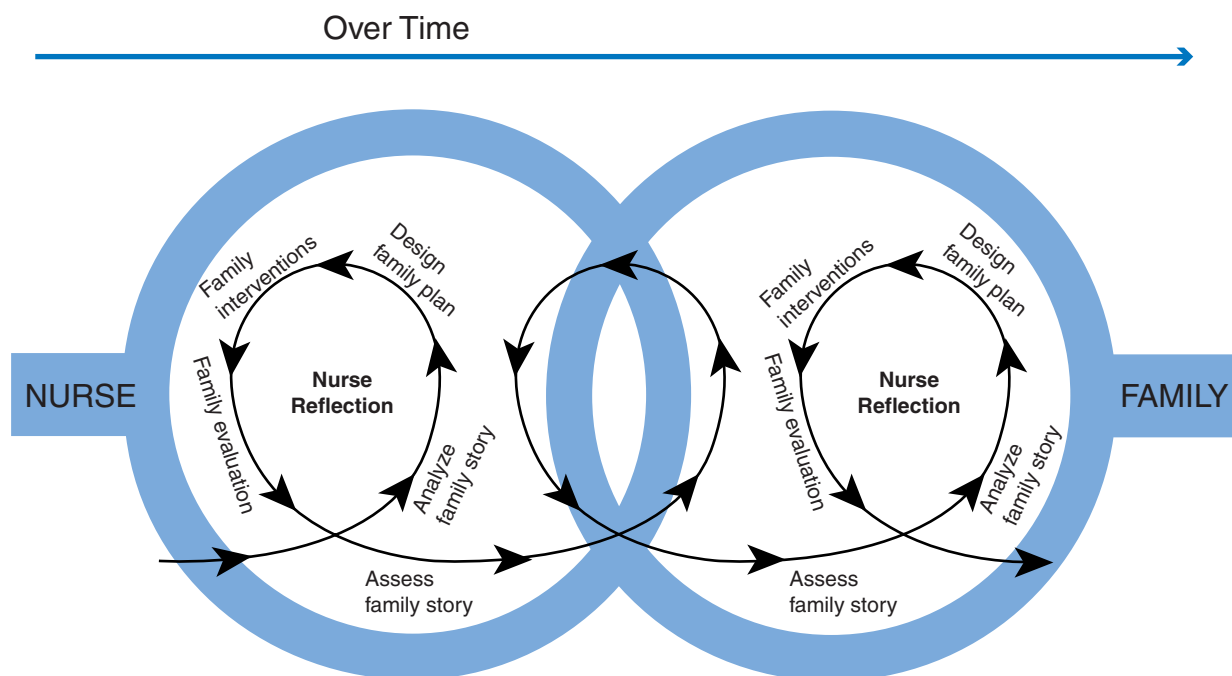 Over Time
NURSE
Family
interventions
Design
family plan
Nurse
Reflection
Family evaluation
Analyze
family story
Assess
family story
Family
interventions
Design
family plan
Nurse
Reflection
Family evaluation
Analyze
family story
Assess
family story
FAMILY